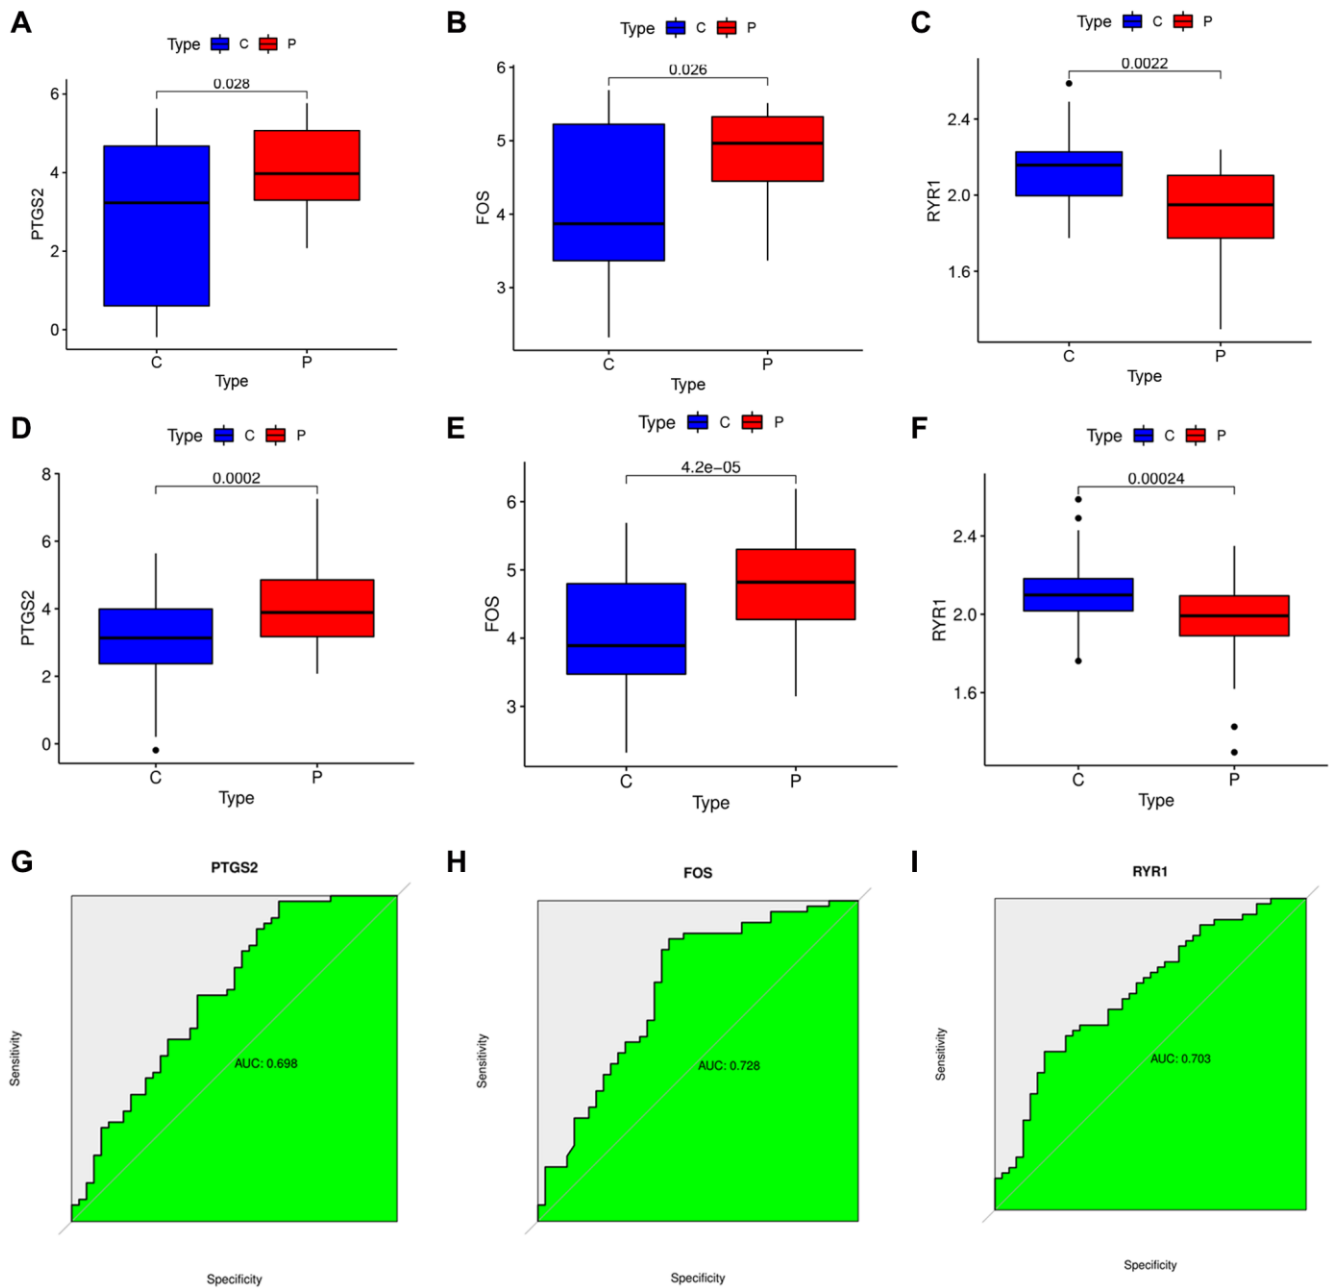 A
Type C P
0.028
6
4
2
0
PTGS2
C P
Type
B
Type C P
0.026
6
5
4
3
FOS
C P
Type
C
Type C P
0.0022
2.4
2.0
1.6
RYR1
C P
Type
D
Type C P
0.0002
8
6
4
2
0
PTGS2
C P
Type
E
Type C P
4.2e−05
6
5
4
3
FOS
C P
Type
F
Type C P
0.00024
2.4
2.0
1.6
RYR1
C P
Type
G
PTGS2
Sensitivity
AUC: 0.698
Specificity
H
FOS
Sensitivity
AUC: 0.728
Specificity
I
RYR1
Sensitivity
AUC: 0.703
Specificity